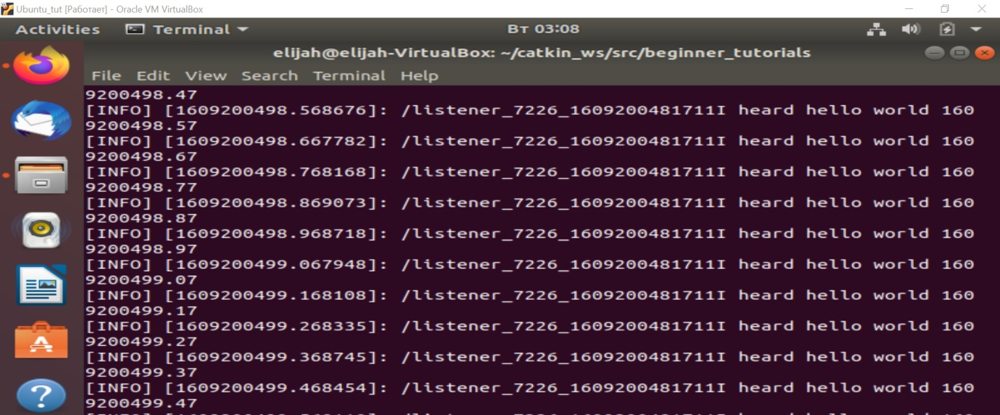 Ubuntu_tut [Работает] - Oracle VM VirtualBox
Activities Terminal Вт 03:08
elijah@elijah-VirtualBox: ~/catkin_ws/src/beginner_tutorials
File Edit View Search Terminal Help
9200498.47
[INFO] [1609200498.568676]: /listener_7226_1609200481711I heard hello world 160
9200498.57
[INFO] [1609200498.667782]: /listener_7226_1609200481711I heard hello world 160
9200498.67
[INFO] [1609200498.768168]: /listener_7226_1609200481711I heard hello world 160
9200498.77
[INFO] [1609200498.869073]: /listener_7226_1609200481711I heard hello world 160
9200498.87
[INFO] [1609200498.968718]: /listener_7226_1609200481711I heard hello world 160
9200498.97
[INFO] [1609200499.067948]: /listener_7226_1609200481711I heard hello world 160
9200499.07
[INFO] [1609200499.168108]: /listener_7226_1609200481711I heard hello world 160
9200499.17
[INFO] [1609200499.268335]: /listener_7226_1609200481711I heard hello world 160
9200499.27
[INFO] [1609200499.368745]: /listener_7226_1609200481711I heard hello world 160
9200499.37
[INFO] [1609200499.468454]: /listener_7226_1609200481711I heard hello world 160
9200499.47